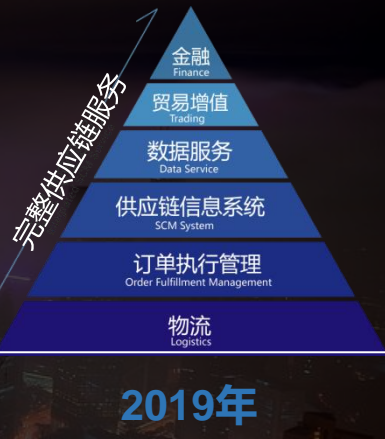 金融
Finance
贸易增值
Trading
数据服务
Data Service
供应链信息系统
SCM System
订单执行管理
Order Fulfillment Management
物流
Logistics
完整供应链服务
2019年